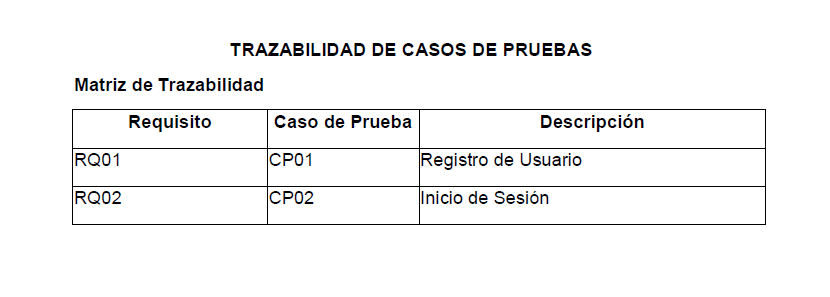 TRAZABILIDAD DE CASOS DE PRUEBAS
Matriz de Trazabilidad
Requisito Caso de Prueba Descripción
RQ01 CP01 Registro de Usuario
RQ02 CP02 Inicio de Sesión